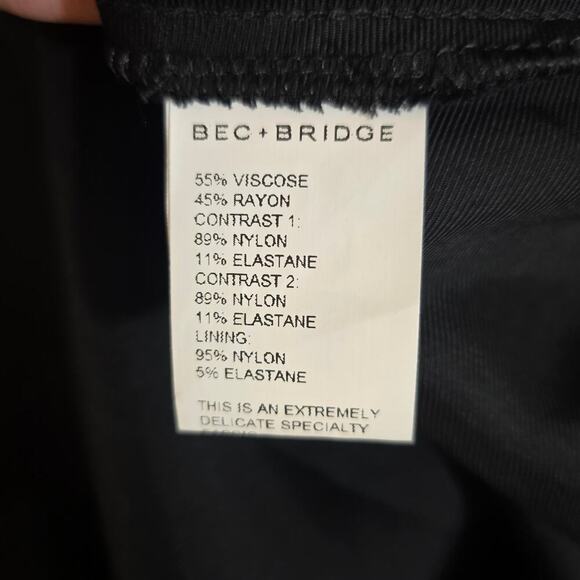 BEC + BRIDGE
55% VISCOSE
45% RAYON
CONTRAST 1:
89% NYLON
11% ELASTANE
CONTRAST 2:
89% NYLON
11% ELASTANE
LINING:
95% NYLON
5% ELASTANE
THIS IS AN EXTREMELY
DELICATE SPECIALTY